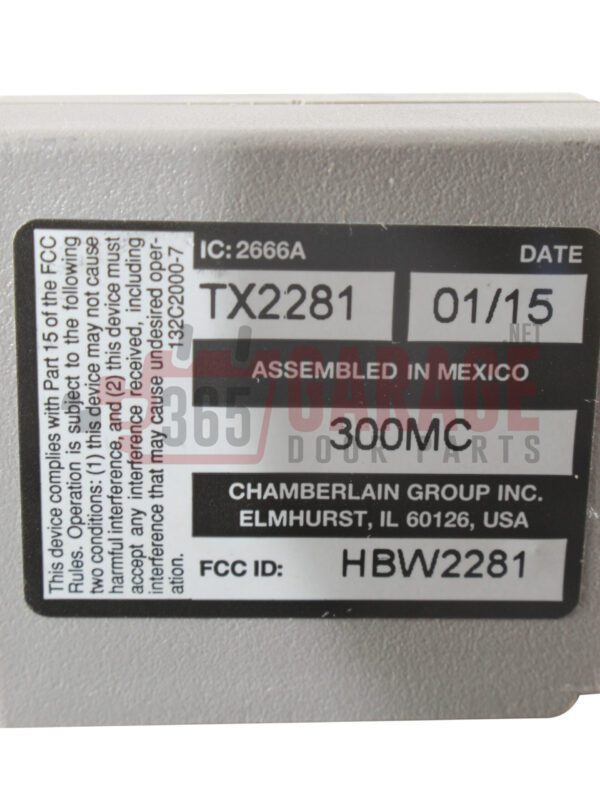 This device complies with Part 15 of the FCC
Rules. Operation is subject to the following
two conditions: (1) this device may not cause
harmful interference, and (2) this device must
accept any interference received, including
interference that may cause undesired oper-
ation.
132C2000-7
IC: 2666A
DATE
TX2281
01/15
ASSEMBLED IN MEXICO
300MC
CHAMBERLAIN GROUP INC.
ELMHURST, IL 60126, USA
FCC ID:
HBW2281
365
GARAGE
.NET
DOOR PARTS